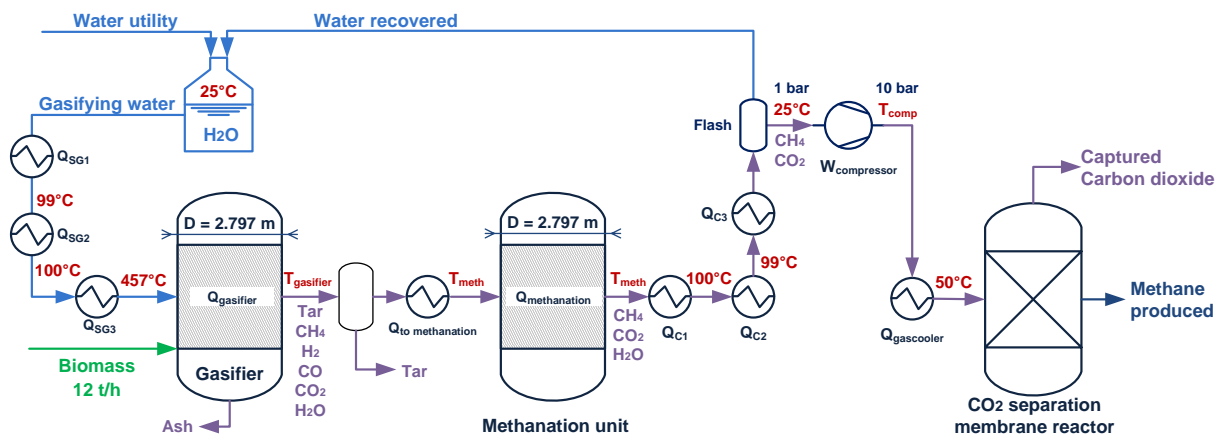 Water utility
Water recovered
25°C
Gasifying water
H2O
QSG1
99°C
QSG2
100°C
457°C
QSG3
Biomass
12 t/h
D = 2.797 m
Qgasifier
Gasifier
Ash
Tgasifier
Tar
CH4
H2
CO
CO2
H2O
Tar
Tmeth
Qto methanation
D = 2.797 m
Qmethanation
Methanation unit
Tmeth
CH4
CO2
H2O
QC1
100°C
QC2
99°C
QC3
Flash
1 bar
25°C
CH4
CO2
10 bar
Tcomp
Wcompressor
Qgascooler
50°C
Captured
Carbon dioxide
Methane
produced
CO2 separation
membrane reactor